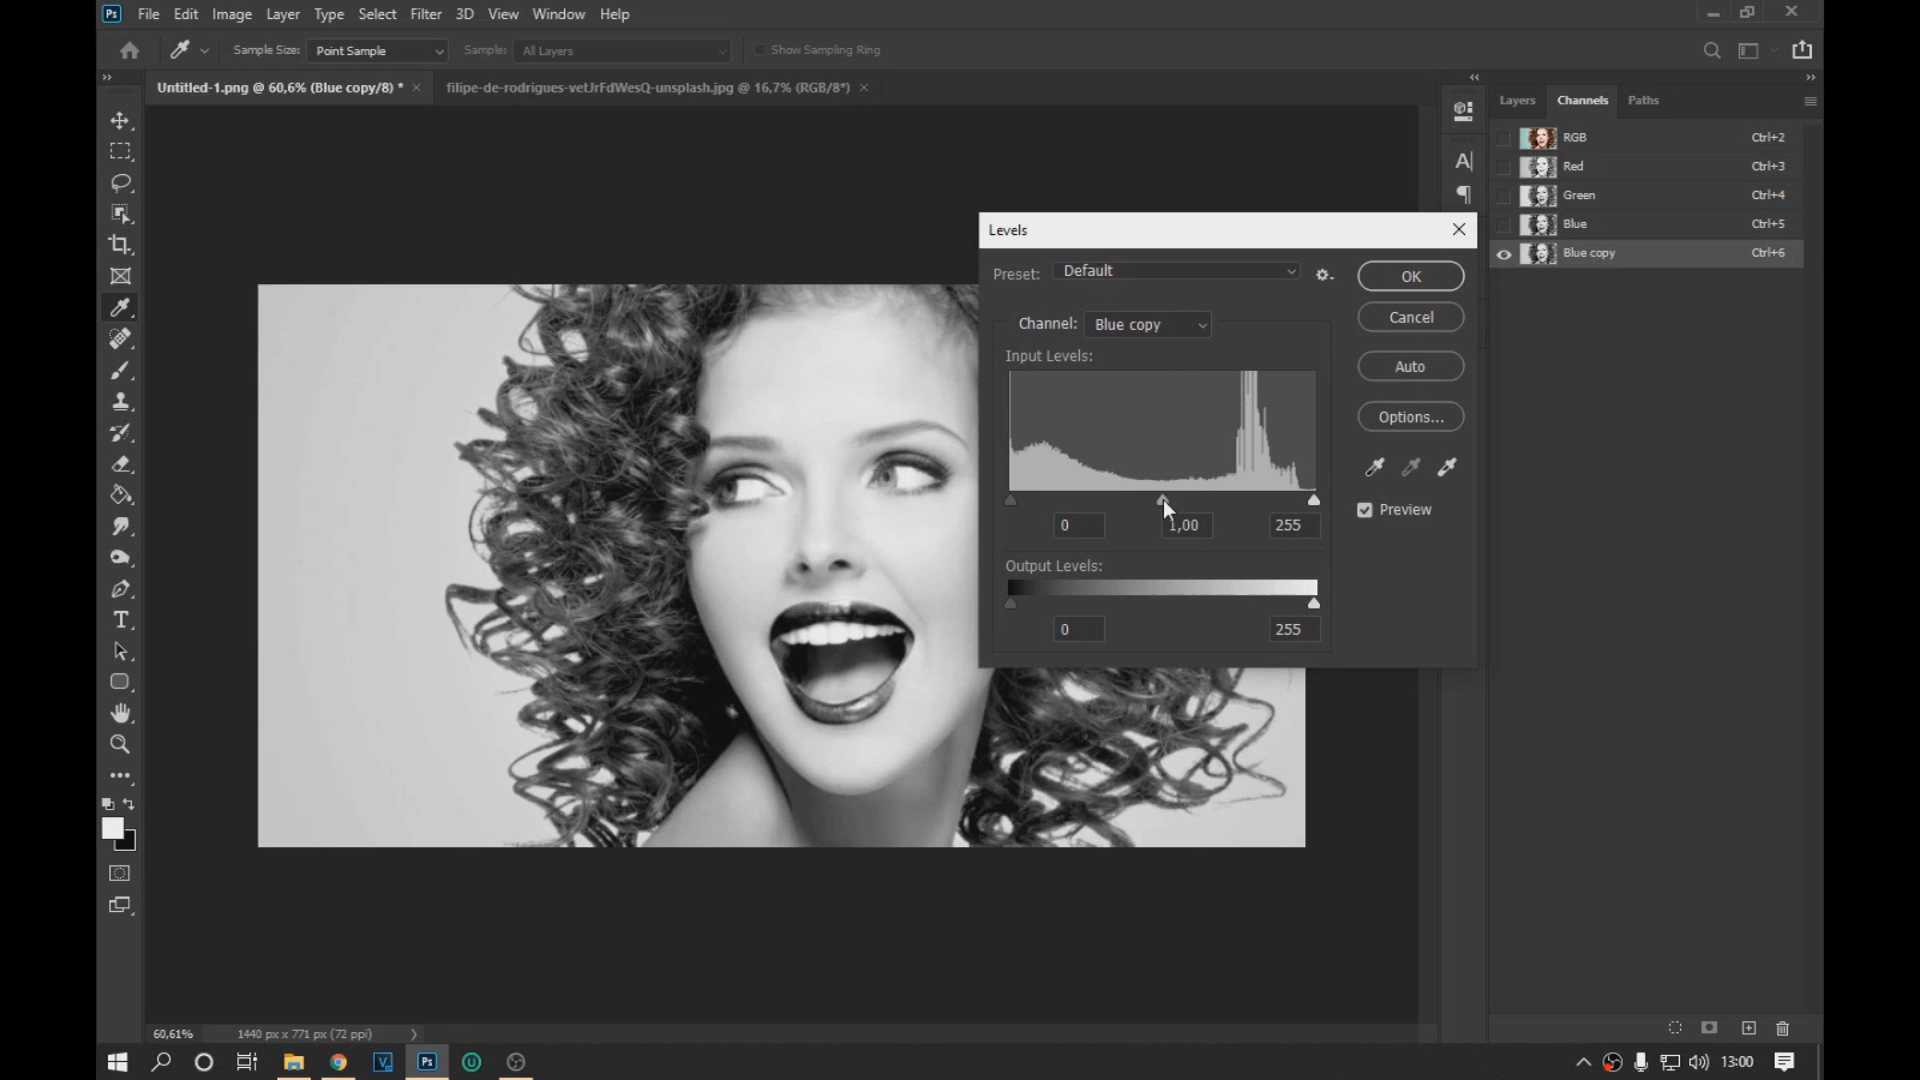 Ps File Edit Image Layer Type Select Filter 3D View Window Help
Sample Size: Point Sample Sample: All Layers Show Sampling Ring
Untitled-1.png @ 60,6% (Blue copy/8) * filipe-de-rodrigues-vetJrFdWesQ-unsplash.jpg @ 16,7% (RGB/8*)
Layers Channels Paths
RGB Ctrl+2
Red Ctrl+3
Green Ctrl+4
Blue Ctrl+5
Blue copy Ctrl+6
Levels
Preset: Default
OK
Channel: Blue copy
Cancel
Input Levels:
Auto
Options...
Preview
0 1,00 255
Output Levels:
0 255
T
60,61% 1440 px x 771 px (72 ppi)
Ps
13:00